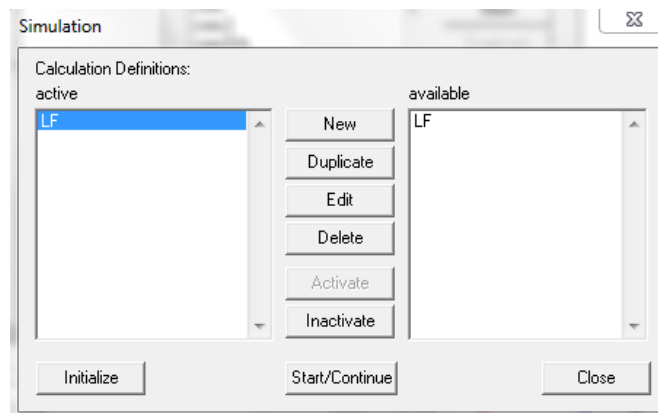 Simulation
Calculation Definitions:
active
available
LF
New
LF
Duplicate
Edit
Delete
Activate
Inactivate
Initialize
Start/Continue
Close